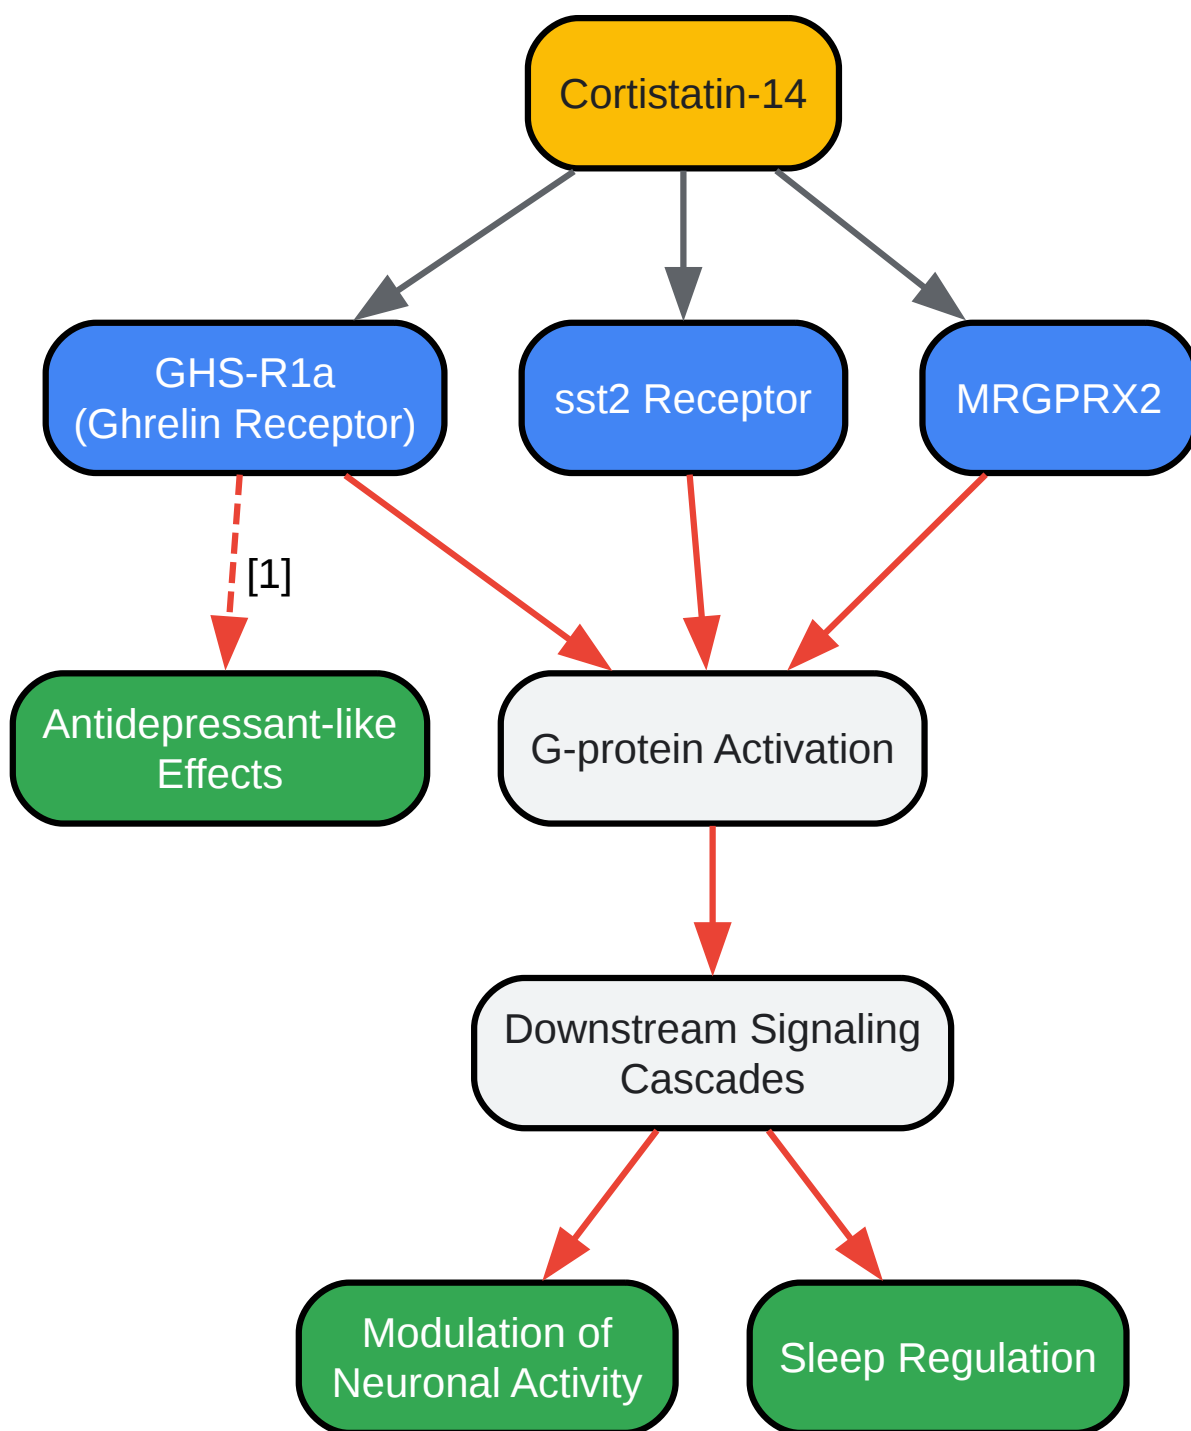 Cortistatin-14
GHS-R1a
(Ghrelin Receptor)
sst2 Receptor
MRGPRX2
[1]
Antidepressant-like
Effects
G-protein Activation
Downstream Signaling
Cascades
Modulation of
Neuronal Activity
Sleep Regulation